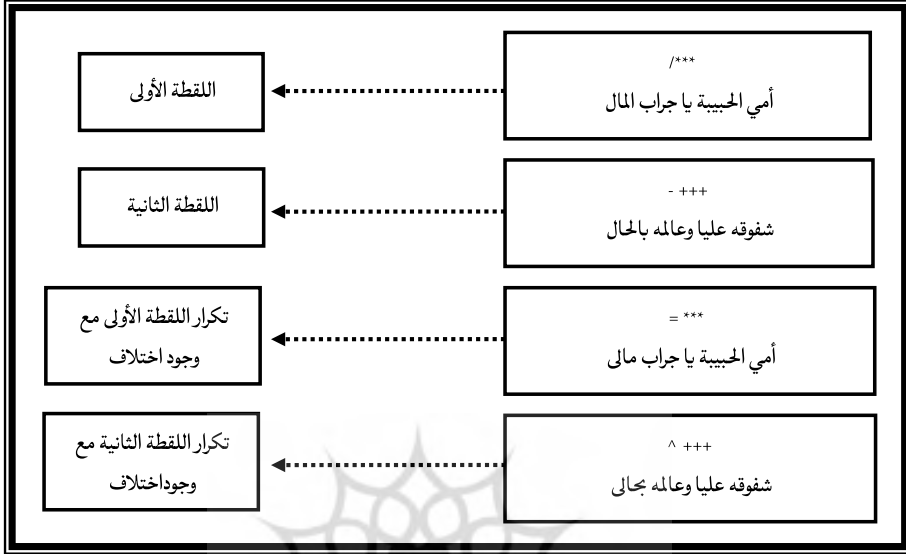 /***
أمي الحبيبة يا جراب المال
اللقطة الأولى
- +++
شفوقه عليا وعالمه بالحال
اللقطة الثانية
= ***
أمي الحبيبة يا جراب مالى
تكرار اللقطة الأولى مع
وجود اختلاف
^ +++
شفوقه عليا وعالمه بحالى
تكرار اللقطة الثانية مع
وجوداختلاف